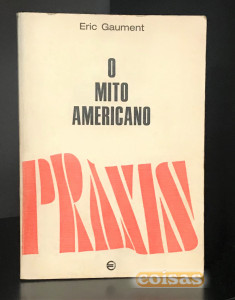 Eric Gaument
O
MITO
AMERICANO
PRAXIS
coisas